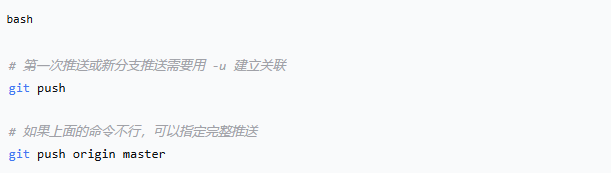 bash
# 第一次推送或新分支推送需要用 -u 建立关联
git push
# 如果上面的命令不行，可以指定完整推送
git push origin master